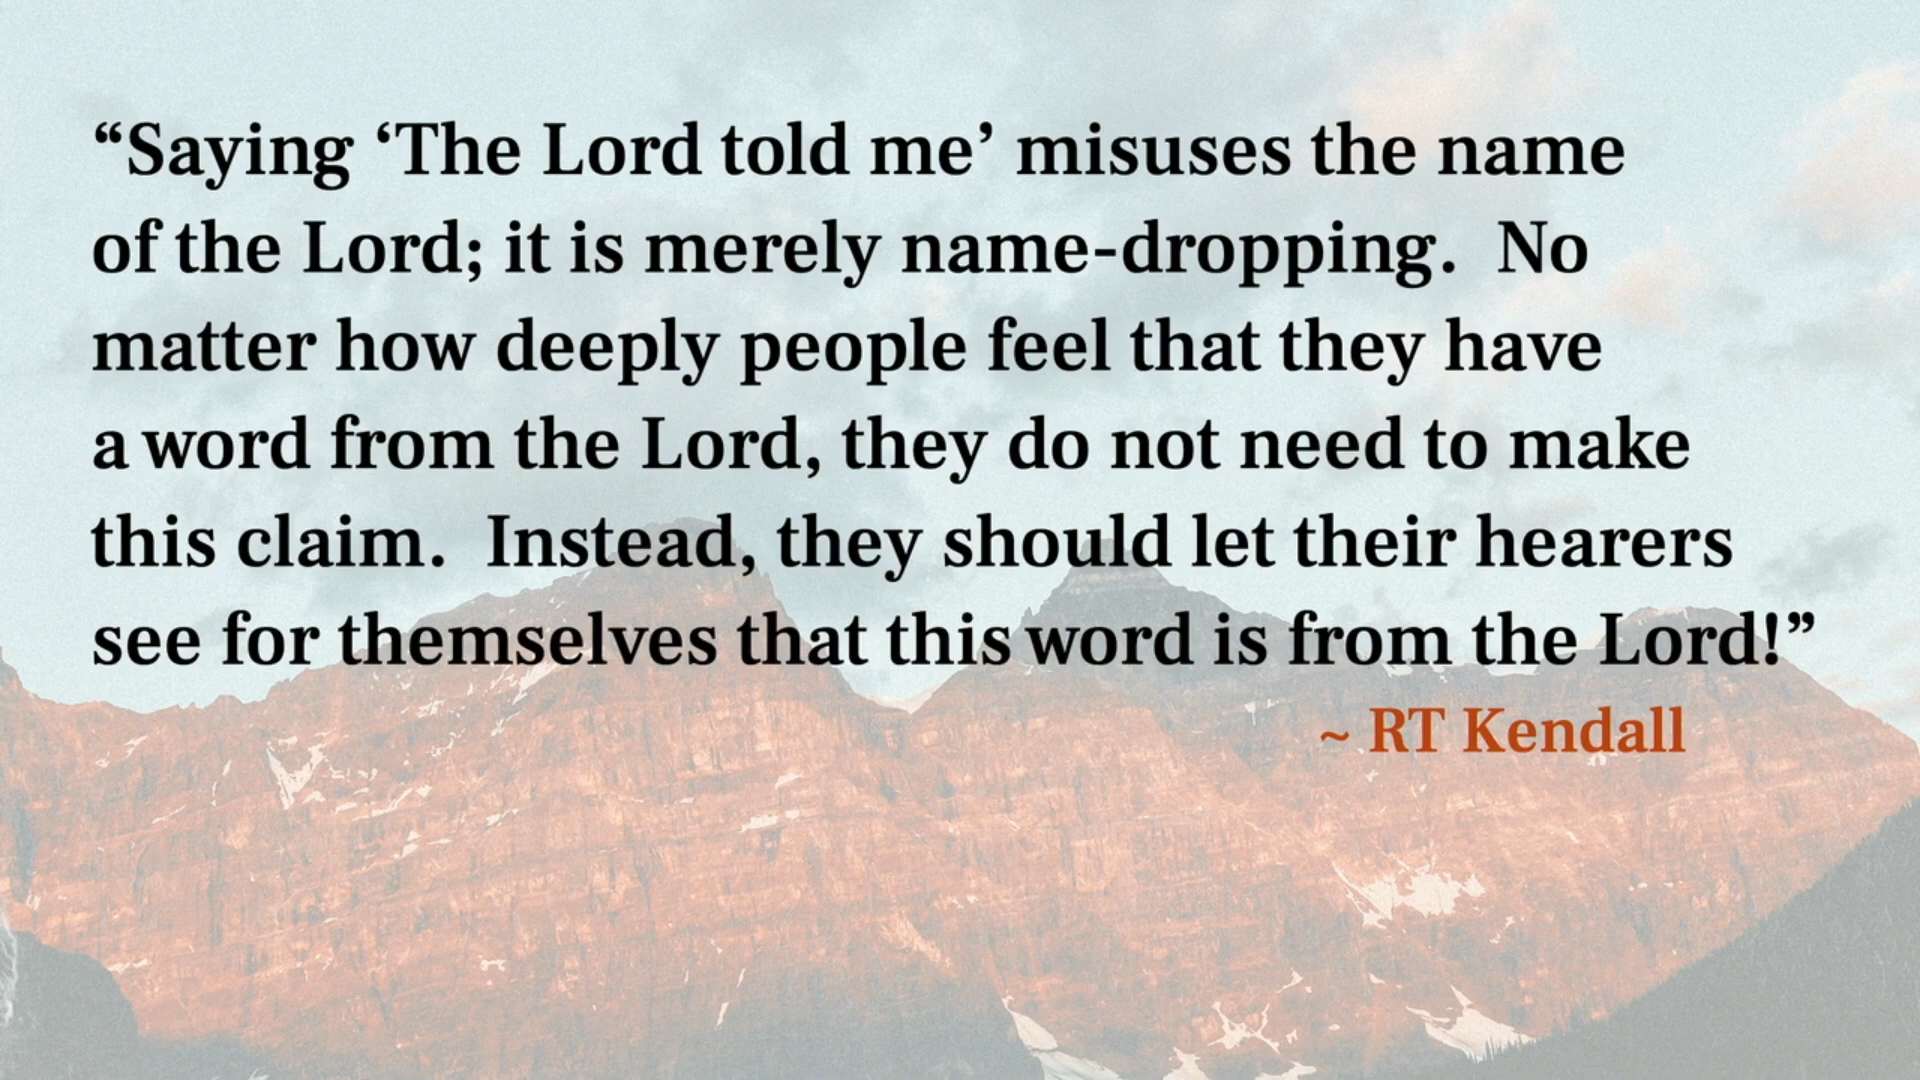 “Saying ‘The Lord told me’ misuses the name
of the Lord; it is merely name-dropping.  No
matter how deeply people feel that they have
a word from the Lord, they do not need to make
this claim.  Instead, they should let their hearers
see for themselves that this word is from the Lord!”
~ RT Kendall